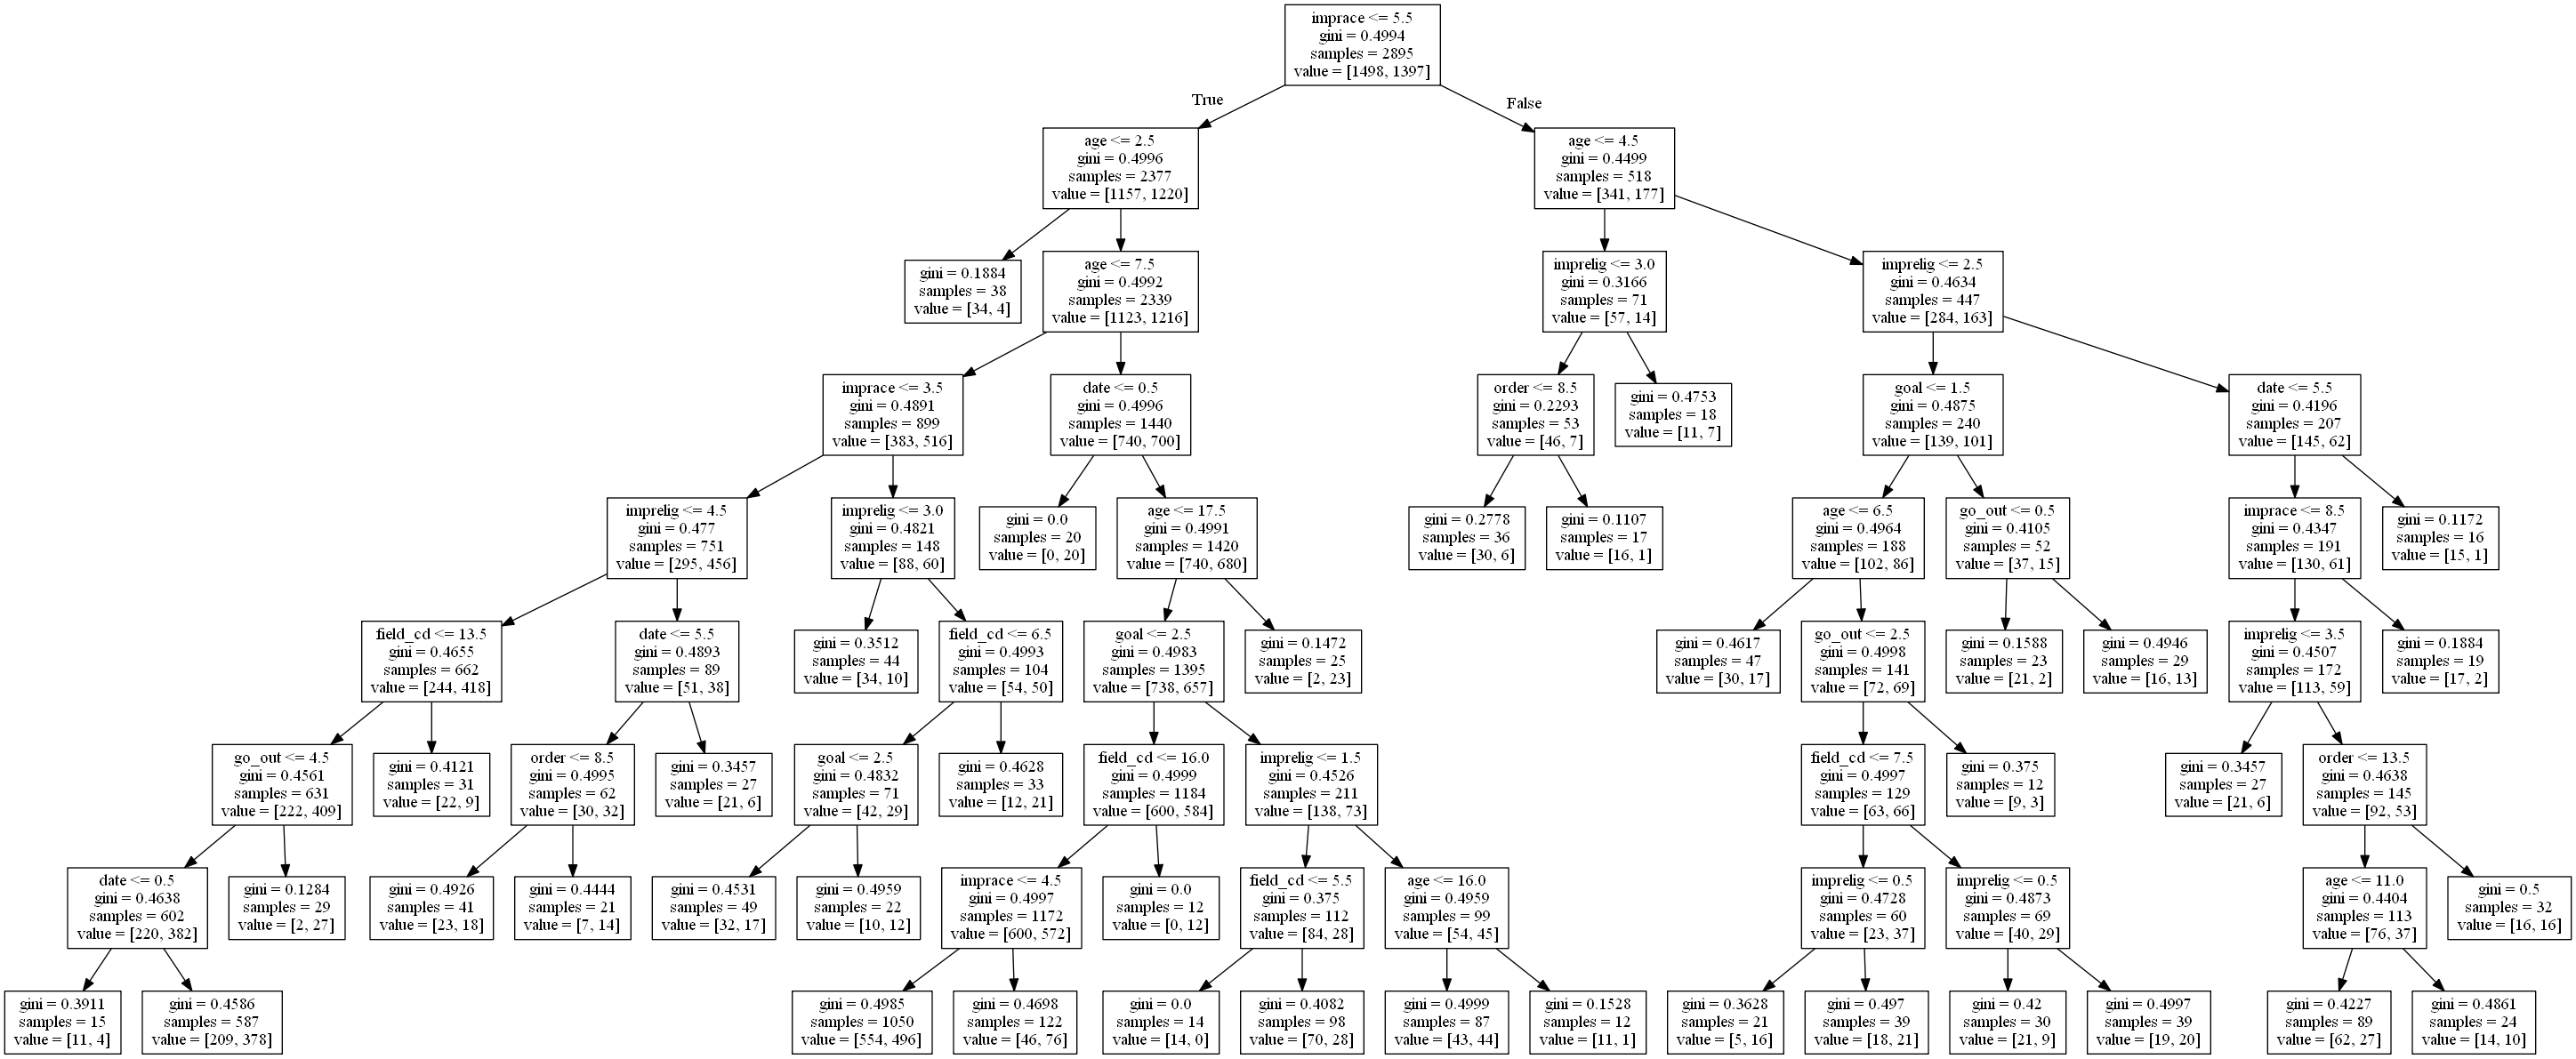 imprace <= 5.5
gini = 0.4994
samples = 2895
value = [1498, 1397]
True
False
age <= 2.5
gini = 0.4996
samples = 2377
value = [1157, 1220]
age <= 4.5
gini = 0.4499
samples = 518
value = [341, 177]
gini = 0.1884
samples = 38
value = [34, 4]
age <= 7.5
gini = 0.4992
samples = 2339
value = [1123, 1216]
imprelig <= 3.0
gini = 0.3166
samples = 71
value = [57, 14]
imprelig <= 2.5
gini = 0.4634
samples = 447
value = [284, 163]
imprace <= 3.5
gini = 0.4891
samples = 899
value = [383, 516]
date <= 0.5
gini = 0.4996
samples = 1440
value = [740, 700]
order <= 8.5
gini = 0.2293
samples = 53
value = [46, 7]
gini = 0.4753
samples = 18
value = [11, 7]
goal <= 1.5
gini = 0.4875
samples = 240
value = [139, 101]
date <= 5.5
gini = 0.4196
samples = 207
value = [145, 62]
imprelig <= 4.5
gini = 0.477
samples = 751
value = [295, 456]
imprelig <= 3.0
gini = 0.4821
samples = 148
value = [88, 60]
gini = 0.0
samples = 20
value = [0, 20]
age <= 17.5
gini = 0.4991
samples = 1420
value = [740, 680]
gini = 0.2778
samples = 36
value = [30, 6]
gini = 0.1107
samples = 17
value = [16, 1]
age <= 6.5
gini = 0.4964
samples = 188
value = [102, 86]
go_out <= 0.5
gini = 0.4105
samples = 52
value = [37, 15]
imprace <= 8.5
gini = 0.4347
samples = 191
value = [130, 61]
gini = 0.1172
samples = 16
value = [15, 1]
field_cd <= 13.5
gini = 0.4655
samples = 662
value = [244, 418]
date <= 5.5
gini = 0.4893
samples = 89
value = [51, 38]
gini = 0.3512
samples = 44
value = [34, 10]
field_cd <= 6.5
gini = 0.4993
samples = 104
value = [54, 50]
goal <= 2.5
gini = 0.4983
samples = 1395
value = [738, 657]
gini = 0.1472
samples = 25
value = [2, 23]
gini = 0.4617
samples = 47
value = [30, 17]
go_out <= 2.5
gini = 0.4998
samples = 141
value = [72, 69]
gini = 0.1588
samples = 23
value = [21, 2]
gini = 0.4946
samples = 29
value = [16, 13]
imprelig <= 3.5
gini = 0.4507
samples = 172
value = [113, 59]
gini = 0.1884
samples = 19
value = [17, 2]
go_out <= 4.5
gini = 0.4561
samples = 631
value = [222, 409]
gini = 0.4121
samples = 31
value = [22, 9]
order <= 8.5
gini = 0.4995
samples = 62
value = [30, 32]
gini = 0.3457
samples = 27
value = [21, 6]
goal <= 2.5
gini = 0.4832
samples = 71
value = [42, 29]
gini = 0.4628
samples = 33
value = [12, 21]
field_cd <= 16.0
gini = 0.4999
samples = 1184
value = [600, 584]
imprelig <= 1.5
gini = 0.4526
samples = 211
value = [138, 73]
field_cd <= 7.5
gini = 0.4997
samples = 129
value = [63, 66]
gini = 0.375
samples = 12
value = [9, 3]
gini = 0.3457
samples = 27
value = [21, 6]
order <= 13.5
gini = 0.4638
samples = 145
value = [92, 53]
date <= 0.5
gini = 0.4638
samples = 602
value = [220, 382]
gini = 0.1284
samples = 29
value = [2, 27]
gini = 0.4926
samples = 41
value = [23, 18]
gini = 0.4444
samples = 21
value = [7, 14]
gini = 0.4531
samples = 49
value = [32, 17]
gini = 0.4959
samples = 22
value = [10, 12]
imprace <= 4.5
gini = 0.4997
samples = 1172
value = [600, 572]
gini = 0.0
samples = 12
value = [0, 12]
field_cd <= 5.5
gini = 0.375
samples = 112
value = [84, 28]
age <= 16.0
gini = 0.4959
samples = 99
value = [54, 45]
imprelig <= 0.5
gini = 0.4728
samples = 60
value = [23, 37]
imprelig <= 0.5
gini = 0.4873
samples = 69
value = [40, 29]
age <= 11.0
gini = 0.4404
samples = 113
value = [76, 37]
gini = 0.5
samples = 32
value = [16, 16]
gini = 0.3911
samples = 15
value = [11, 4]
gini = 0.4586
samples = 587
value = [209, 378]
gini = 0.4985
samples = 1050
value = [554, 496]
gini = 0.4698
samples = 122
value = [46, 76]
gini = 0.0
samples = 14
value = [14, 0]
gini = 0.4082
samples = 98
value = [70, 28]
gini = 0.4999
samples = 87
value = [43, 44]
gini = 0.1528
samples = 12
value = [11, 1]
gini = 0.3628
samples = 21
value = [5, 16]
gini = 0.497
samples = 39
value = [18, 21]
gini = 0.42
samples = 30
value = [21, 9]
gini = 0.4997
samples = 39
value = [19, 20]
gini = 0.4227
samples = 89
value = [62, 27]
gini = 0.4861
samples = 24
value = [14, 10]